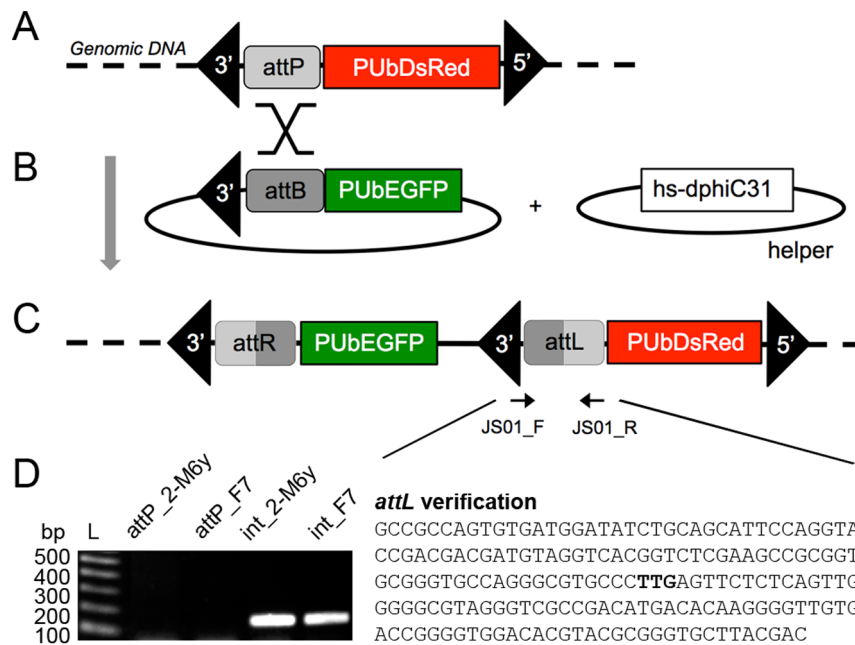 A
Genomic DNA
3’ attP PUbDsRed 5’
B
3’ attB PUbEGFP + hs-dphiC31
helper
C
3’ attR PUbEGFP 3’ attL PUbDsRed 5’
JS01_F JS01_R
D
attP_2-M6y attP_F7 int_2-M6y int_F7
bp L
500
400
300
200
100
attL verification
GCCGCCAGTGTGATGGATATCTGCAGCATTCCAGGTA
CCGACGACGATGTAGGTCACGGTCTCGAAGCCGCGGT
GCGGGTGCCAGGGCGTGCCCTTGAGTTCTCTCAGTTG
GGGGCGTAGGGTCGCCGACATGACACAAGGGGTTGTG
ACCGGGGTGGACACGTACGCGGGTGCTTACGAC